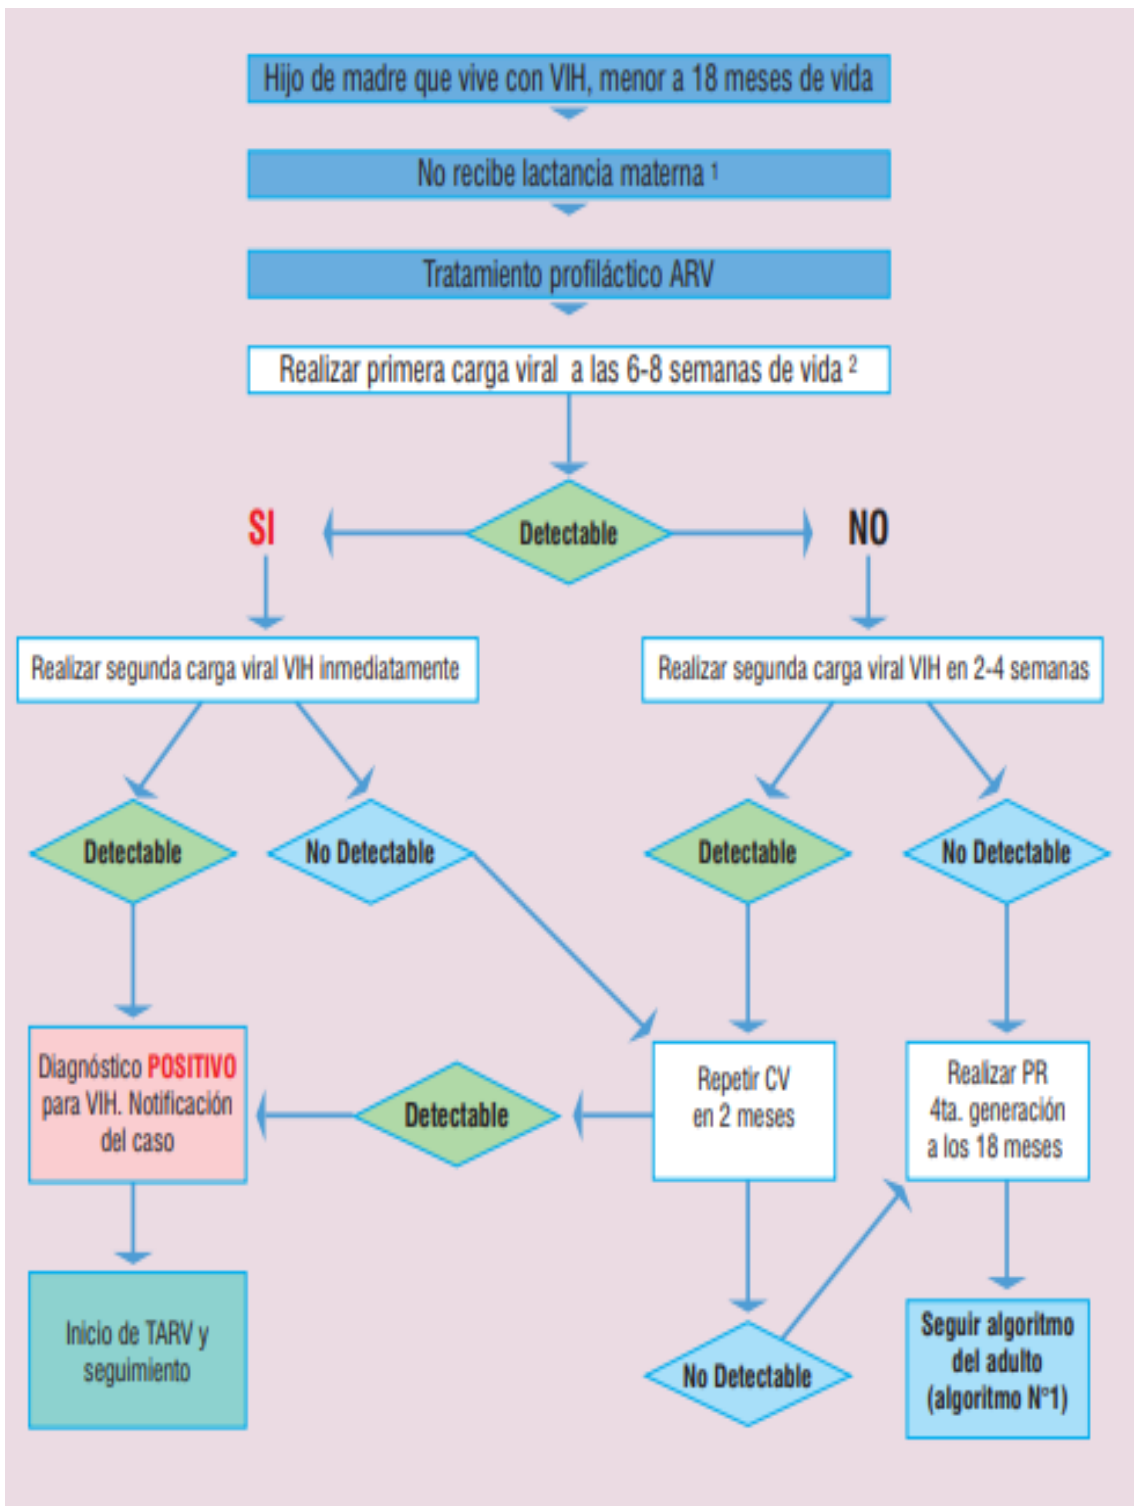 Hijo de madre que vive con VIH, menor a 18 meses de vida
No recibe lactancia materna ¹
Tratamiento profiláctico ARV
Realizar primera carga viral a las 6-8 semanas de vida ²
SI
Detectable
NO
Realizar segunda carga viral VIH inmediatamente
Realizar segunda carga viral VIH en 2-4 semanas
Detectable
No Detectable
Detectable
No Detectable
Diagnóstico POSITIVO
para VIH. Notificación
del caso
Detectable
Repetir CV
en 2 meses
Realizar PR
4ta. generación
a los 18 meses
Inicio de TARV y
seguimiento
No Detectable
Seguir algoritmo
del adulto
(algoritmo N°1)